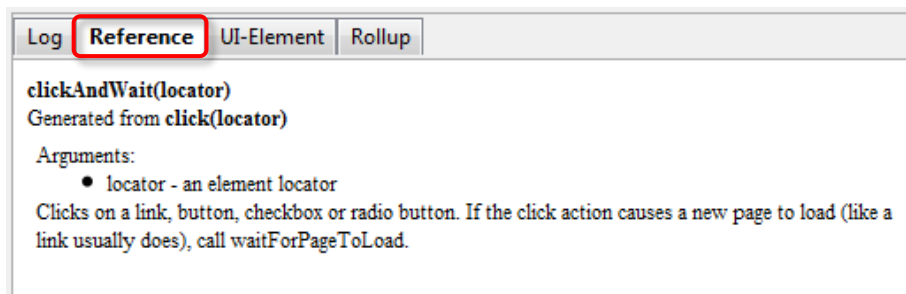 Log Reference UI-Element Rollup
clickAndWait(locator)
Generated from click(locator)
Arguments:
● locator - an element locator
Clicks on a link, button, checkbox or radio button. If the click action causes a new page to load (like a
link usually does), call waitForPageToLoad.